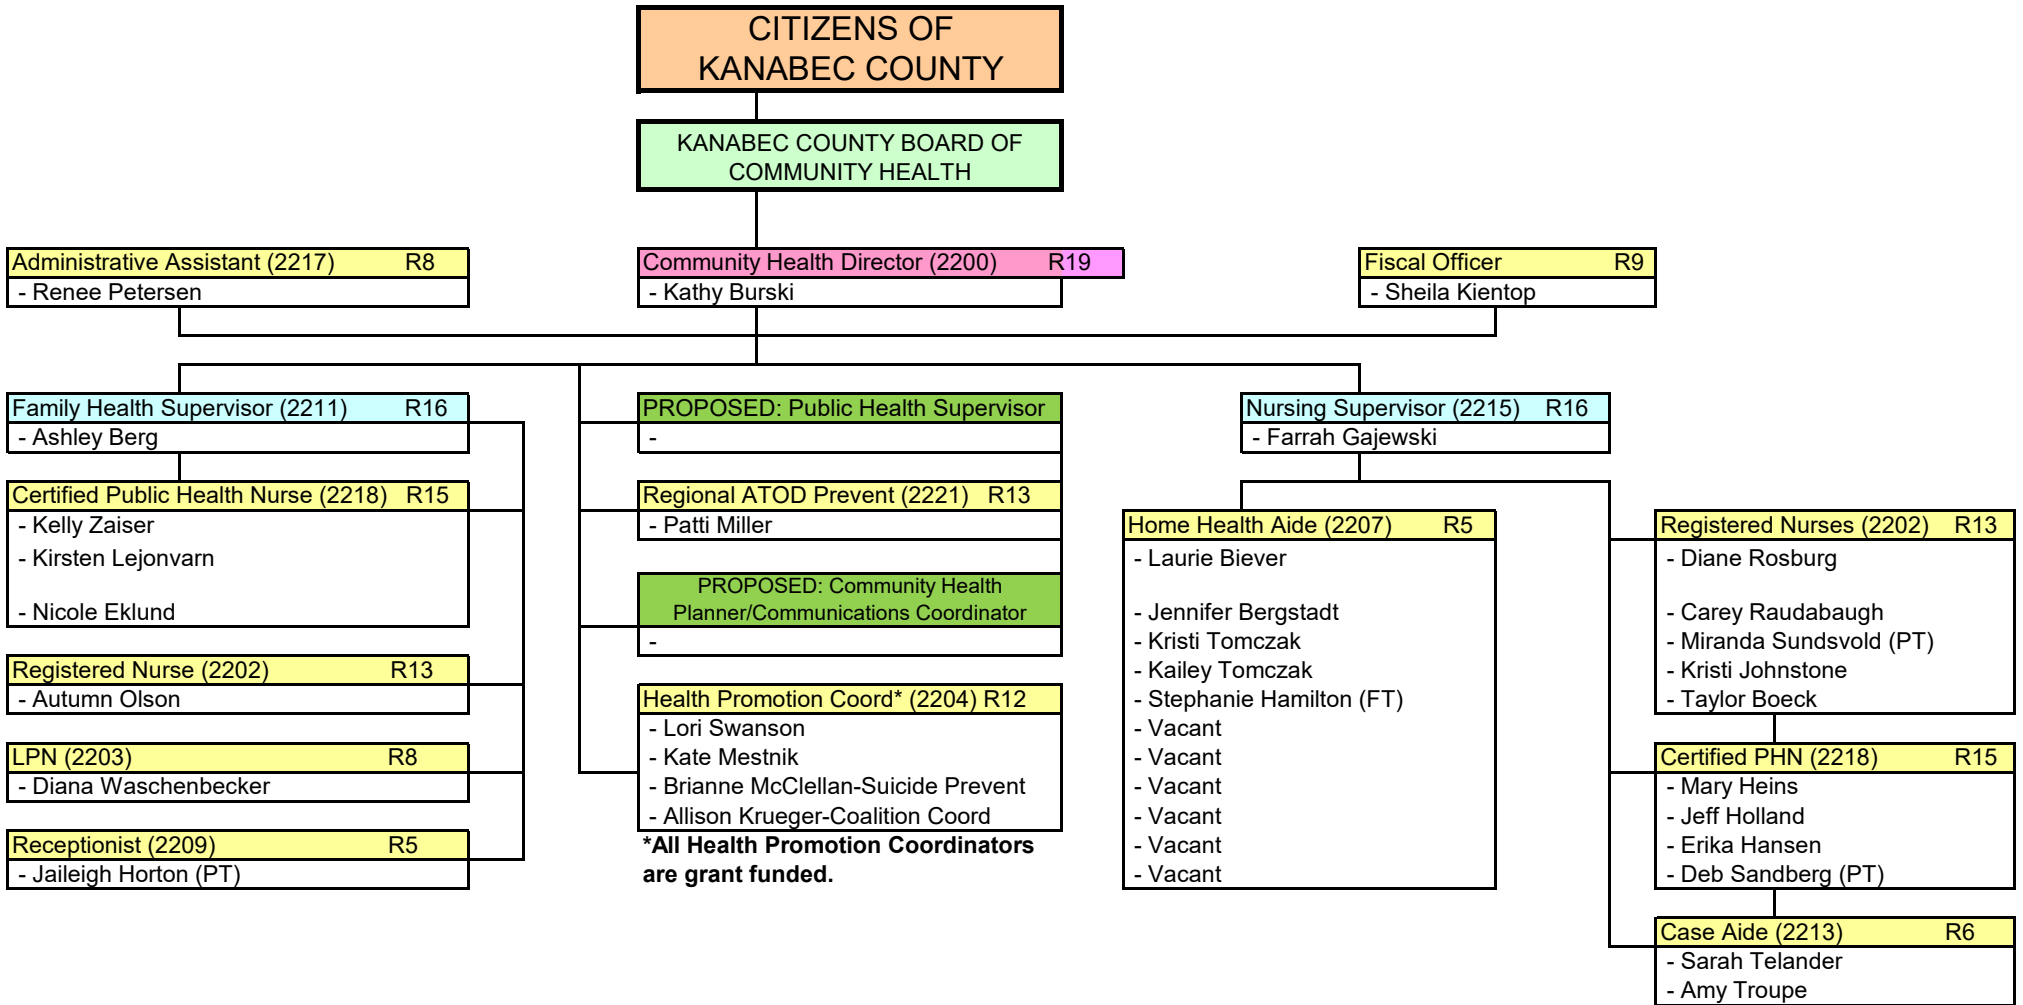 CITIZENS OF
KANABEC COUNTY
KANABEC COUNTY BOARD OF
COMMUNITY HEALTH
Administrative Assistant (2217) R8
- Renee Petersen
Community Health Director (2200) R19
- Kathy Burski
Fiscal Officer R9
- Sheila Kientop
Family Health Supervisor (2211) R16
- Ashley Berg
Certified Public Health Nurse (2218) R15
- Kelly Zaiser
- Kirsten Lejonvarn
- Nicole Eklund
Registered Nurse (2202) R13
- Autumn Olson
LPN (2203) R8
- Diana Waschenbecker
Receptionist (2209) R5
- Jaileigh Horton (PT)
PROPOSED: Public Health Supervisor
-
Regional ATOD Prevent (2221) R13
- Patti Miller
PROPOSED: Community Health
Planner/Communications Coordinator
-
Health Promotion Coord* (2204) R12
- Lori Swanson
- Kate Mestnik
- Brianne McClellan-Suicide Prevent
- Allison Krueger-Coalition Coord
*All Health Promotion Coordinators
are grant funded.
Nursing Supervisor (2215) R16
- Farrah Gajewski
Home Health Aide (2207) R5
- Laurie Biever
- Jennifer Bergstadt
- Kristi Tomczak
- Kailey Tomczak
- Stephanie Hamilton (FT)
- Vacant
- Vacant
- Vacant
- Vacant
- Vacant
- Vacant
Registered Nurses (2202) R13
- Diane Rosburg
- Carey Raudabaugh
- Miranda Sundsvold (PT)
- Kristi Johnstone
- Taylor Boeck
Certified PHN (2218) R15
- Mary Heins
- Jeff Holland
- Erika Hansen
- Deb Sandberg (PT)
Case Aide (2213) R6
- Sarah Telander
- Amy Troupe